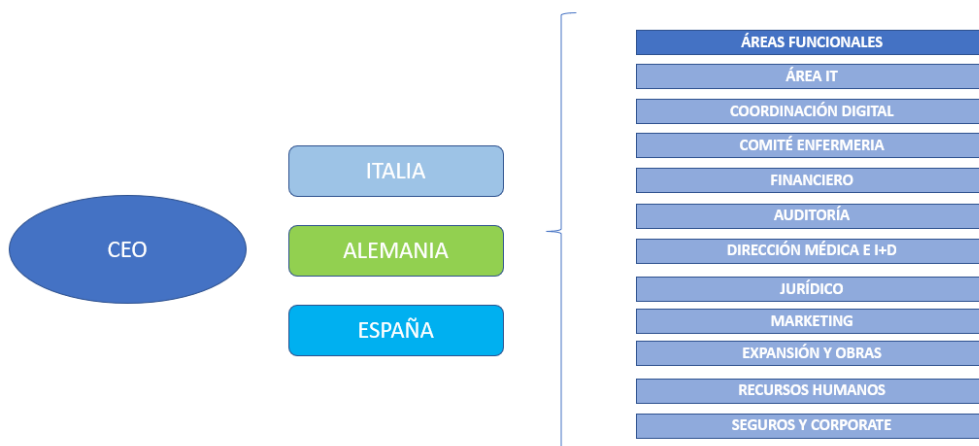 CEO
ITALIA
ALEMANIA
ESPAÑA
ÁREAS FUNCIONALES
ÁREA IT
COORDINACIÓN DIGITAL
COMITÉ ENFERMERIA
FINANCIERO
AUDITORÍA
DIRECCIÓN MÉDICA E I+D
JURÍDICO
MARKETING
EXPANSIÓN Y OBRAS
RECURSOS HUMANOS
SEGUROS Y CORPORATE